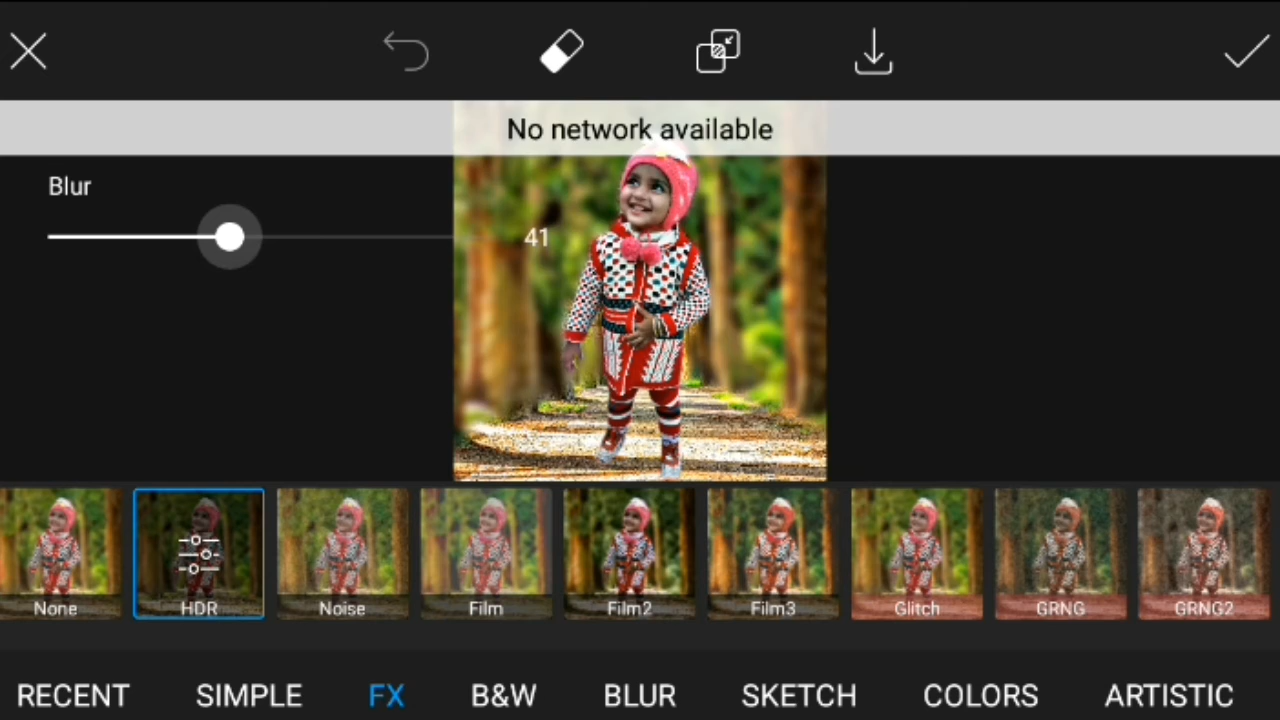 No network available
Blur
41
None
HDR
Noise
Film
Film2
Film3
Glitch
GRNG
GRNG2
RECENT
SIMPLE
FX
B&W
BLUR
SKETCH
COLORS
ARTISTIC